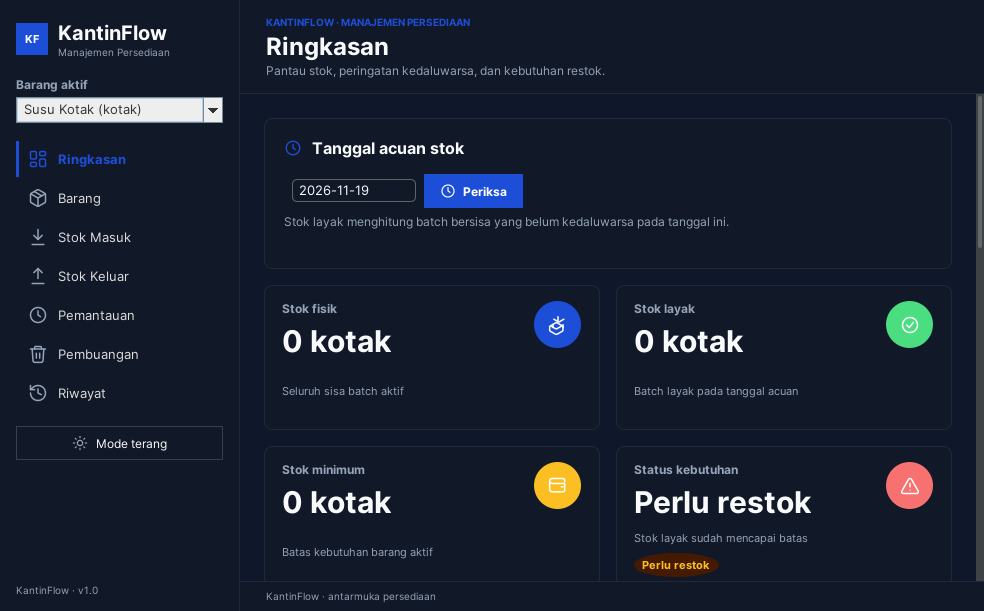 KF
KantinFlow
Manajemen Persediaan
Barang aktif
Susu Kotak (kotak)
Ringkasan
Barang
Stok Masuk
Stok Keluar
Pemantauan
Pembuangan
Riwayat
Mode terang
KantinFlow · v1.0
KANTINFLOW · MANAJEMEN PERSEDIAAN
Ringkasan
Pantau stok, peringatan kedaluwarsa, dan kebutuhan restok.
Tanggal acuan stok
2026-11-19
Periksa
Stok layak menghitung batch bersisa yang belum kedaluwarsa pada tanggal ini.
Stok fisik
0 kotak
Seluruh sisa batch aktif
Stok layak
0 kotak
Batch layak pada tanggal acuan
Stok minimum
0 kotak
Batas kebutuhan barang aktif
Status kebutuhan
Perlu restok
Stok layak sudah mencapai batas
Perlu restok
KantinFlow · antarmuka persediaan